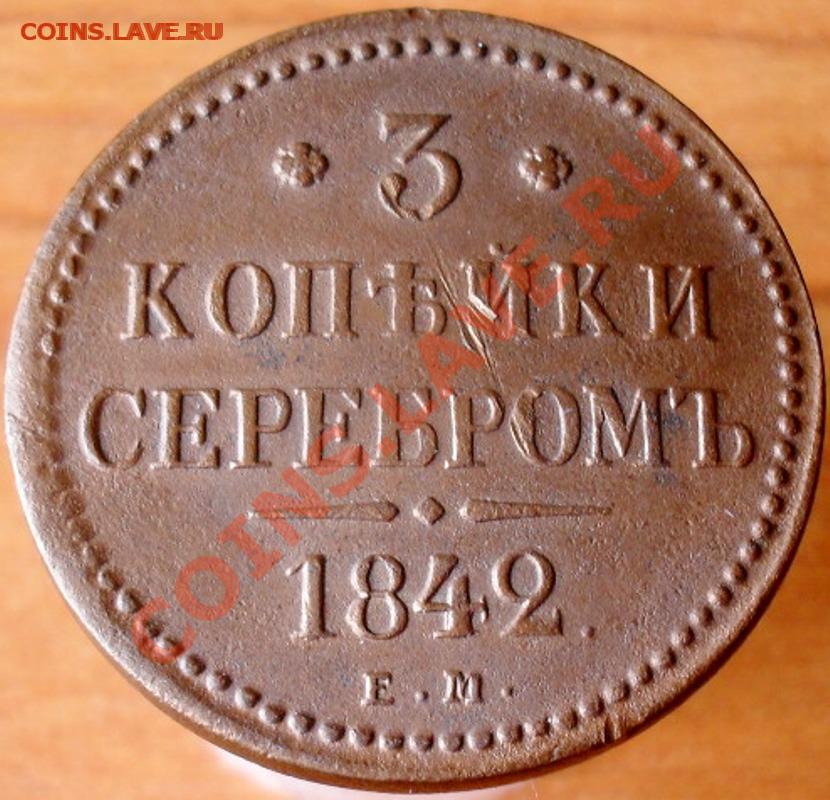 COINS.LAVE.RU
3
КОПѢЙКИ
СЕРЕБРОМЪ
1842.
Е.М.
COINS.LAVE.RU